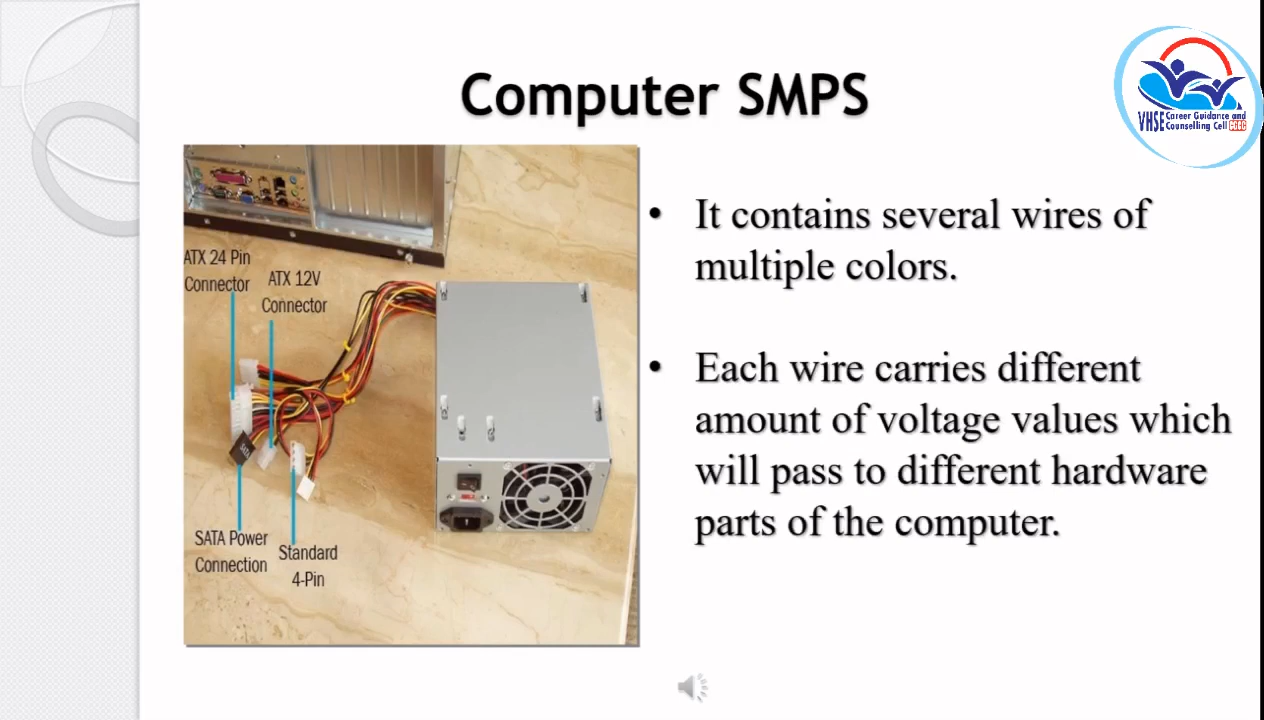 Computer SMPS
VHSE Career Guidance and
Counselling Cell CGCC
ATX 24 Pin
Connector
ATX 12V
Connector
SATA
SATA Power
Connection
Standard
4-Pin
• It contains several wires of
multiple colors.
• Each wire carries different
amount of voltage values which
will pass to different hardware
parts of the computer.